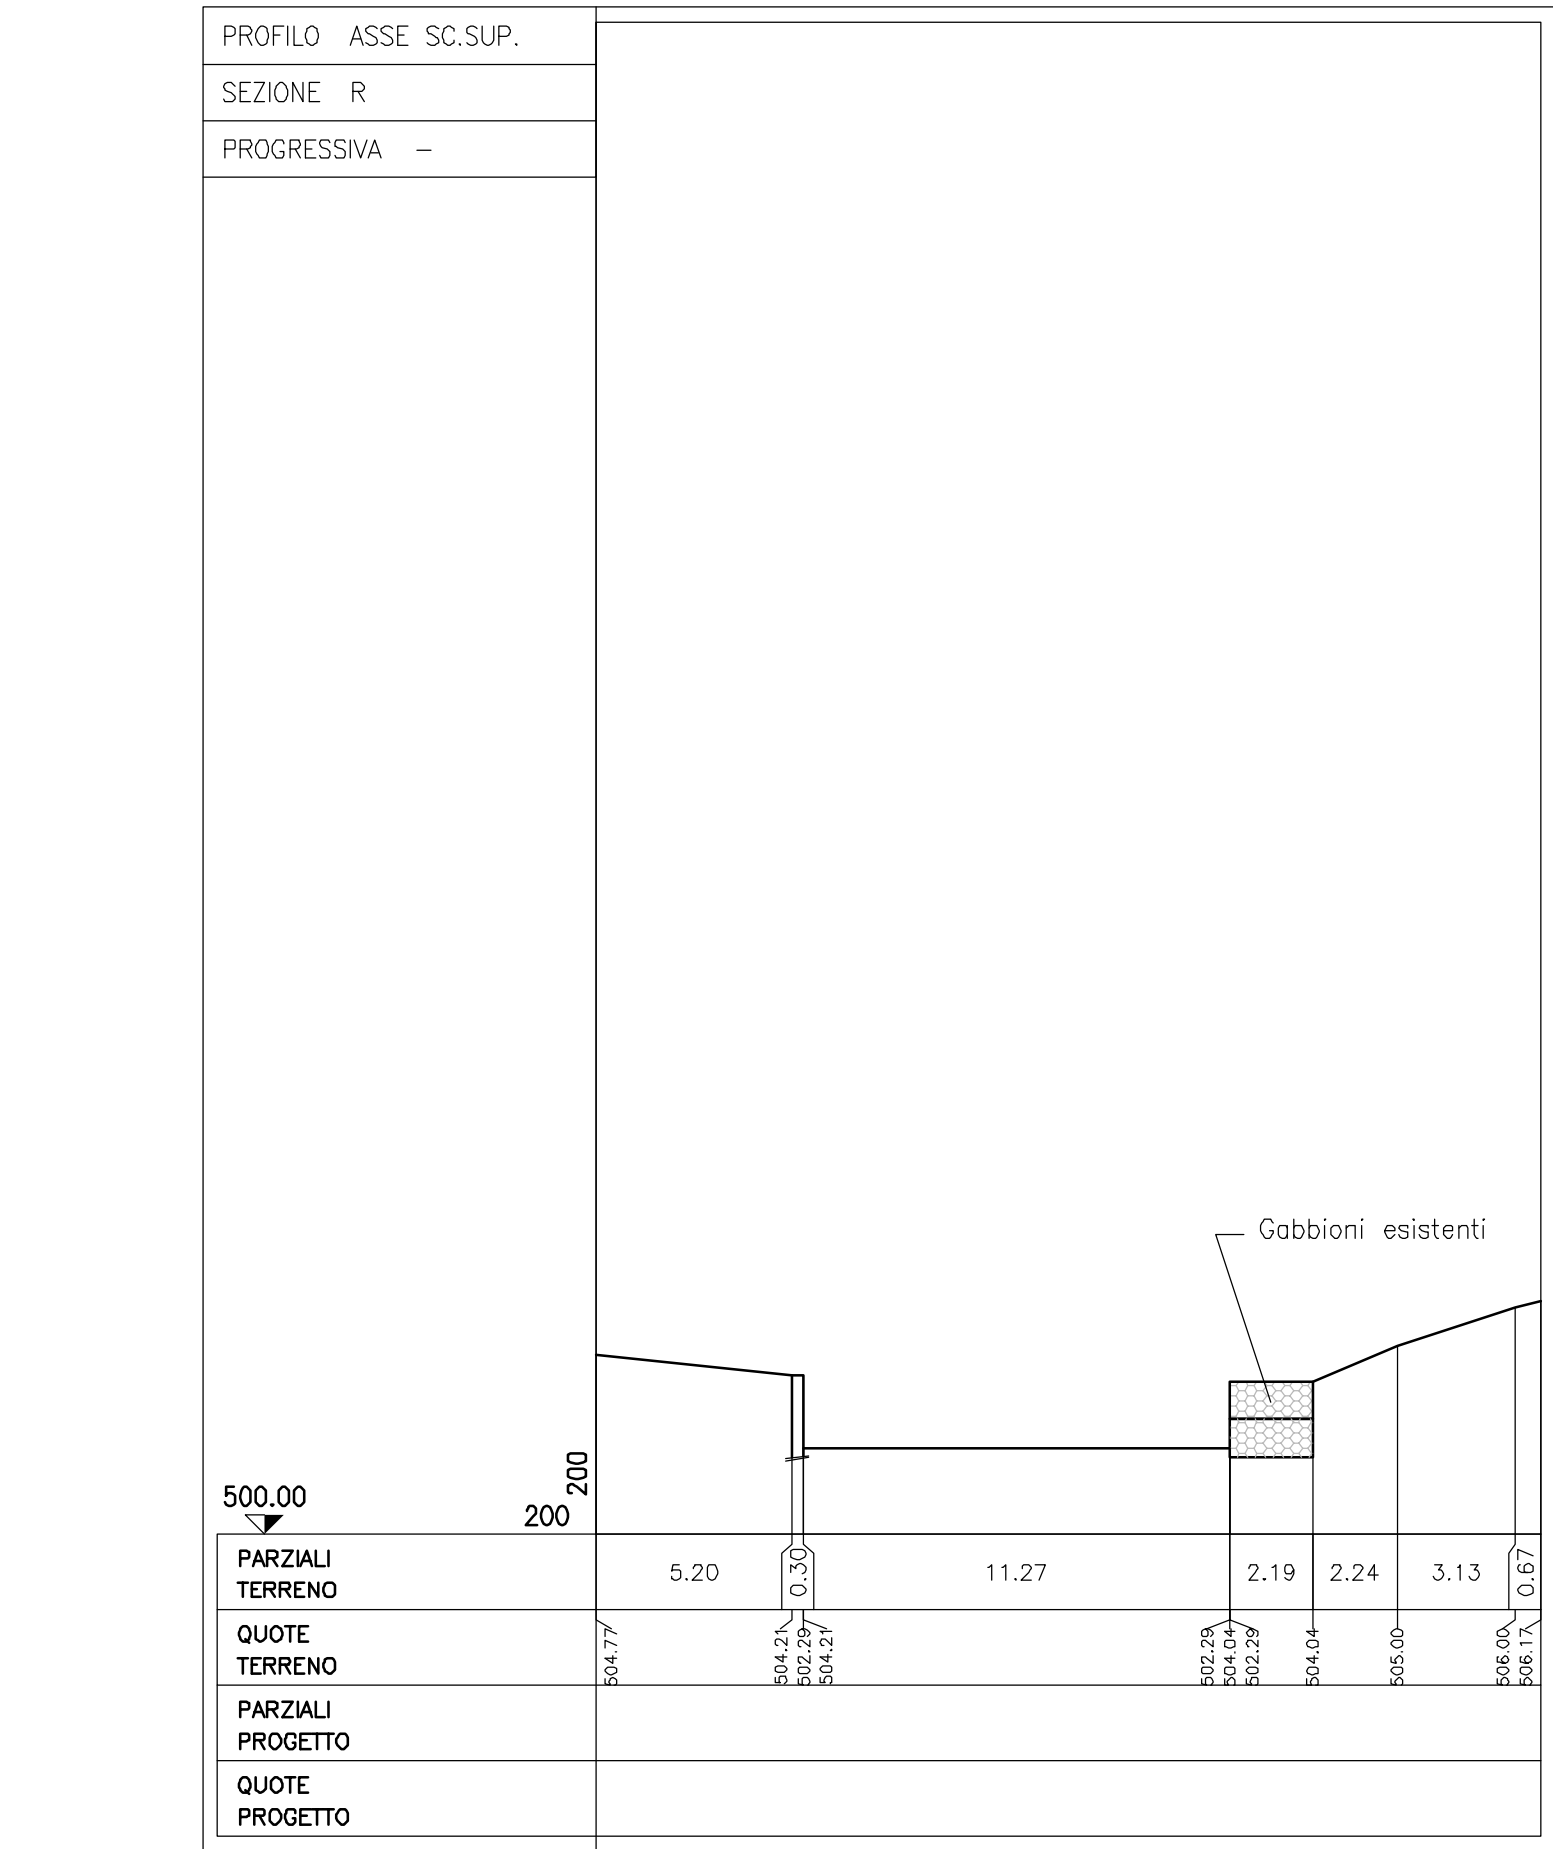 PROFILO ASSE SC.SUP.
SEZIONE R
PROGRESSIVA -
Gabbioni esistenti
500.00
200
200
PARZIALI
TERRENO
5.20
0.30
11.27
2.19
2.24
3.13
0.67
QUOTE
TERRENO
504.77
504.21
502.29
504.21
502.29
504.04
502.29
504.04
505.00
506.00
506.17
PARZIALI
PROGETTO
QUOTE
PROGETTO